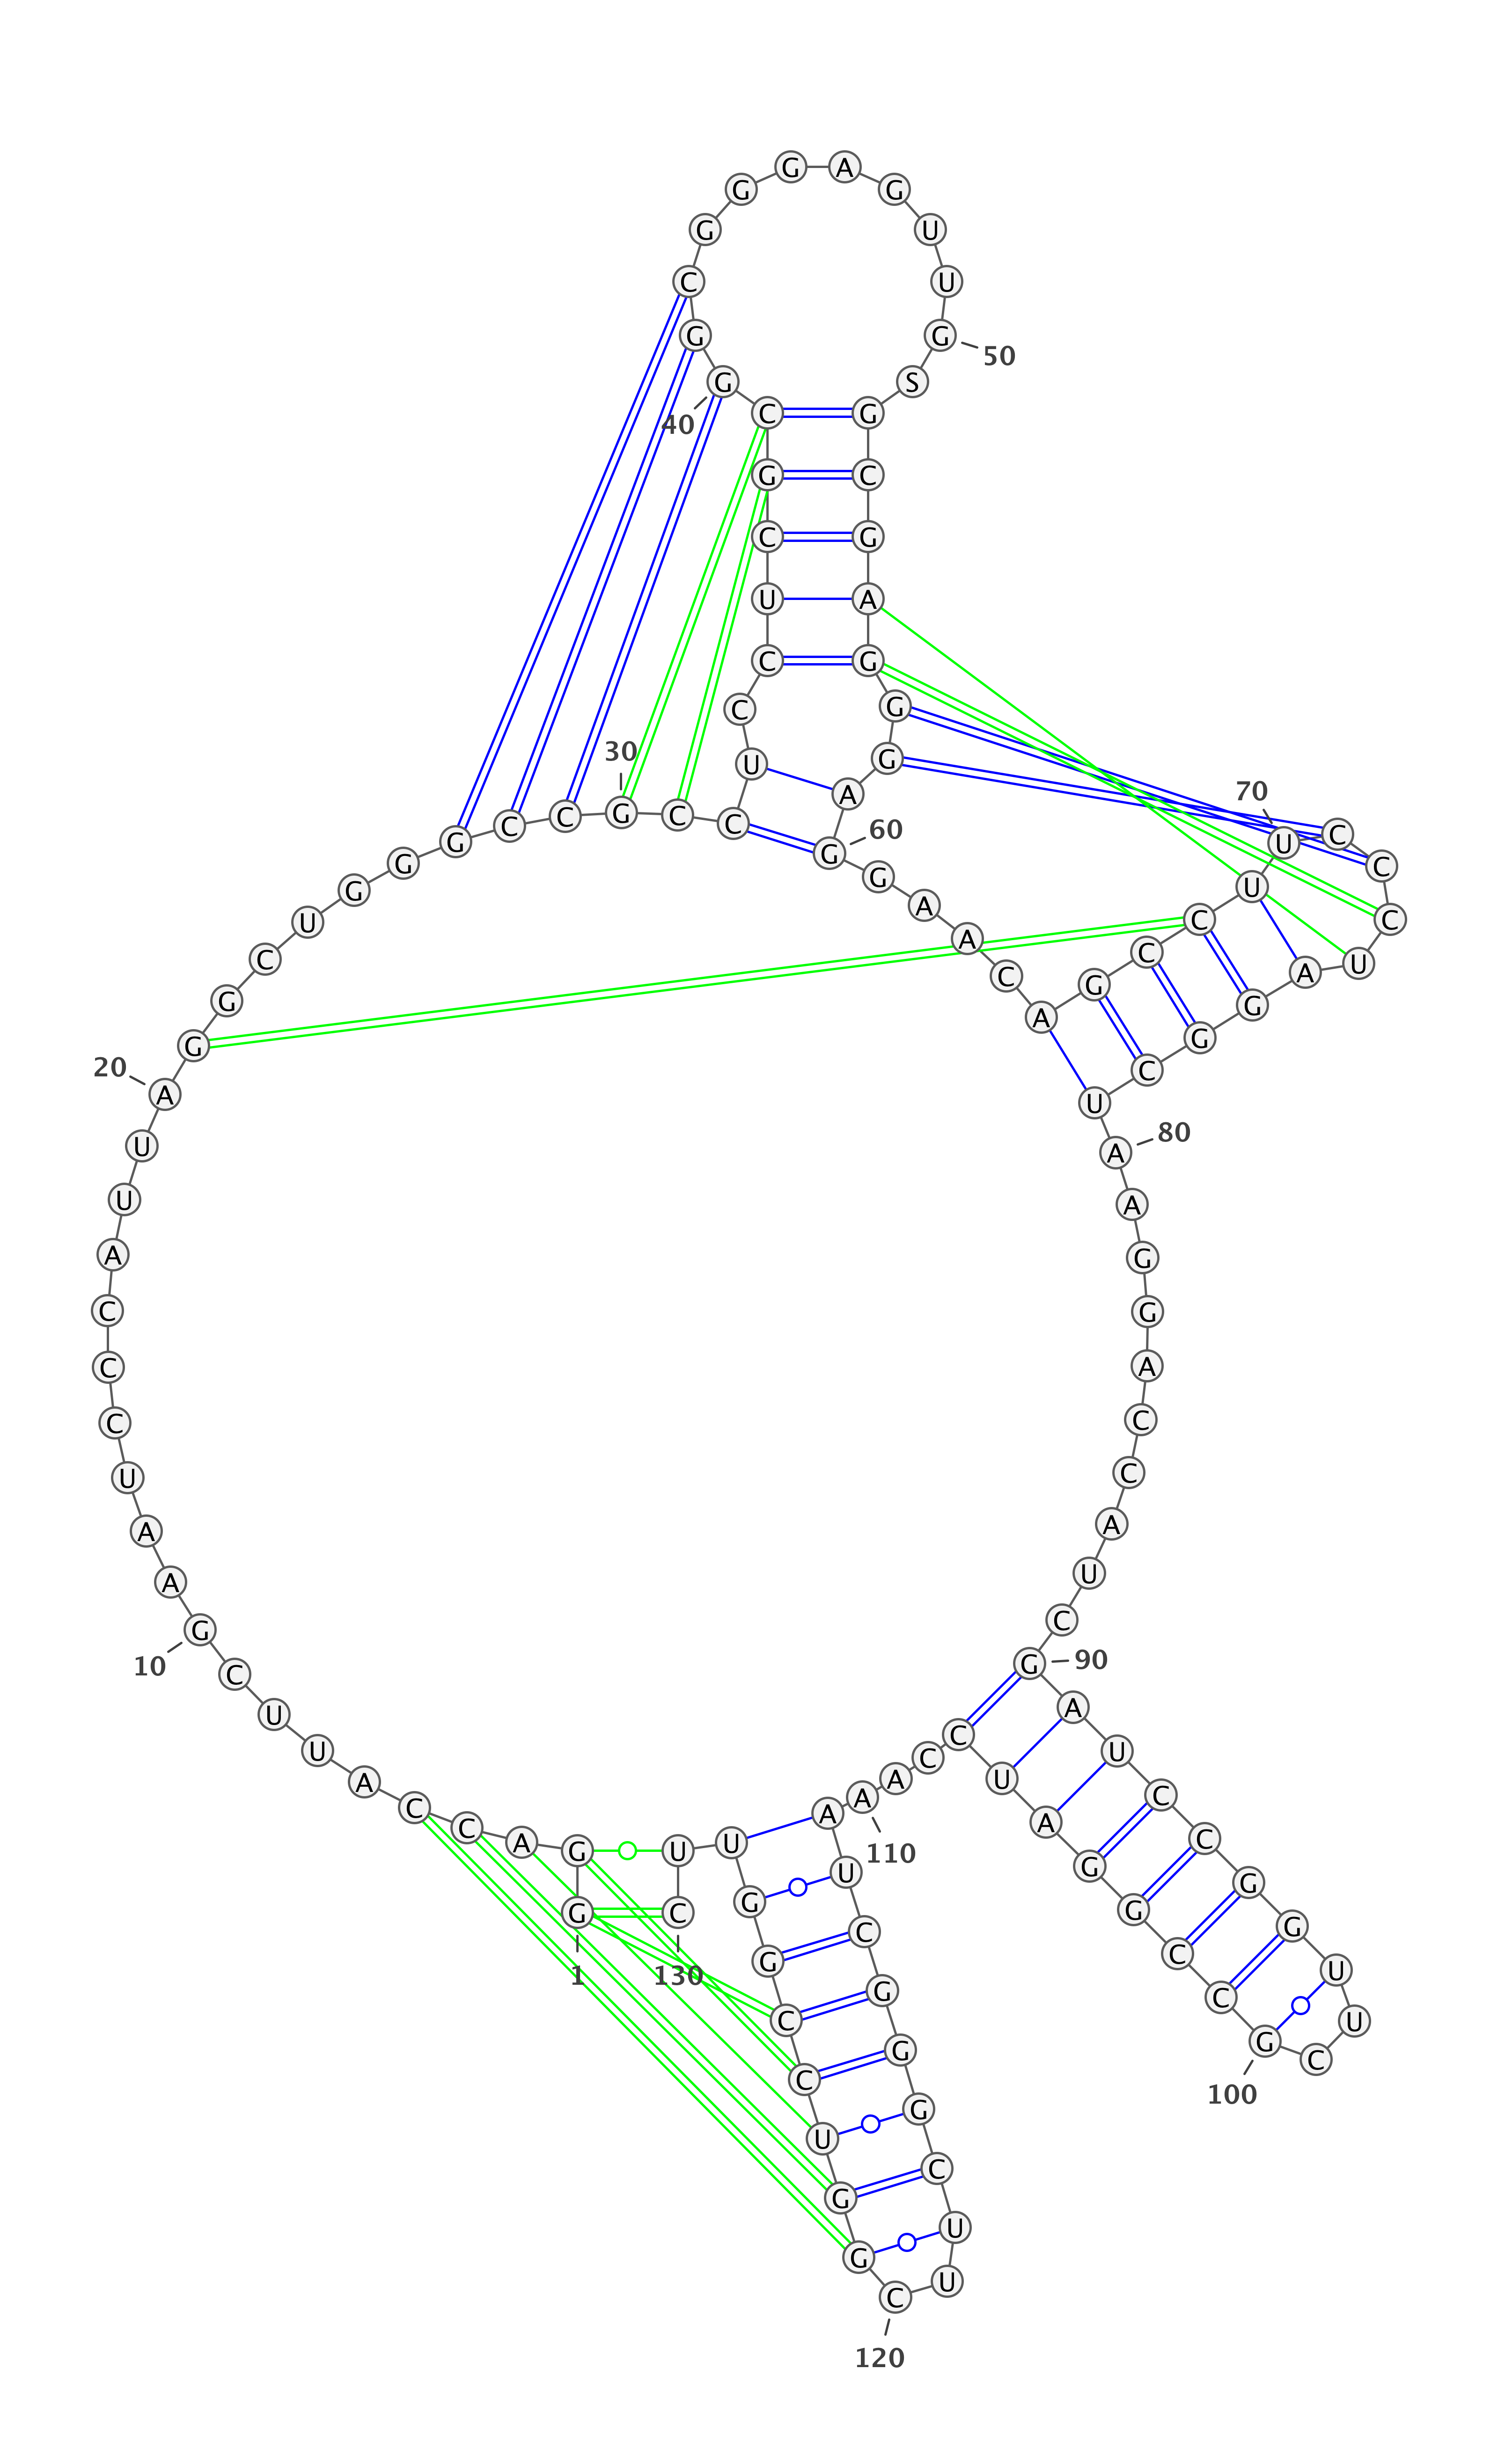 G G A C C A U U C G
1
10
A A U C C C A U U A
20
G G C U G G G C C G
30
C C U C C U C G C G
40
G C G G G A G U U G
50
S G C G A G G G A G
60
G A A C A G C C U U
70
C C C U A G G C U A
80
A G G A C C A U C G
90
A U C C G G U U C G
100
C C G G A U C C A A
110
A U C G G G C U U C
120
G G U C C G G U U C
130